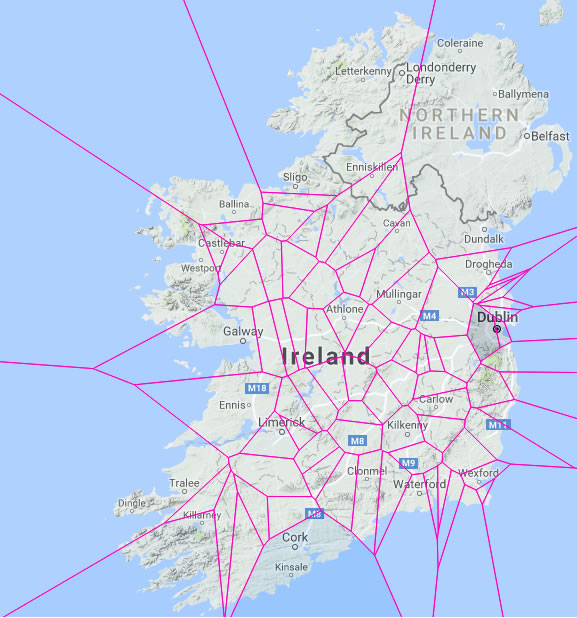 Coleraine
Letterkenny
Londonderry
Derry
Ballymena
NORTHERN
IRELAND
Belfast
Enniskillen
Sligo
Ballina
Cavan
Castlebar
Dundalk
Westport
Drogheda
M3
Mullingar
Athlone
M4
Dublin
Galway
Ireland
M18
Ennis
Carlow
Limerick
Kilkenny
M11
M8
M9
Clonmel
Wexford
Tralee
Waterford
Dingle
Killarney
M8
Cork
Kinsale